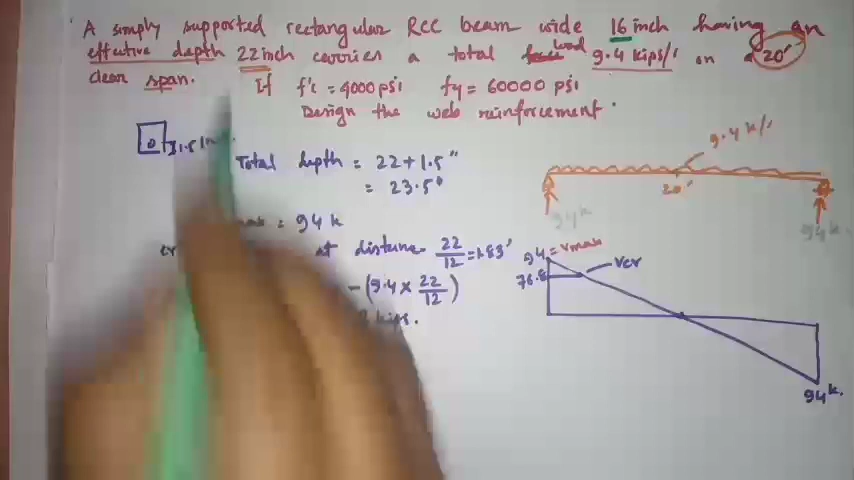 A simply supported rectangular RCC beam wide 16 inch having an
effective depth 22 inch carries a total load 9.4 kips/' on a 20'
clear span. If f'c = 4000 psi fy = 60000 psi
Design the web reinforcement.
Total depth = 22 + 1.5"
= 23.5"
= 94 k
at distance 22/12 = 1.83'
- (9.4 x 22/12)
kips.
9.4 k/'
20'
94k
94k
94 = Vmax
76.8
Vcr
94k.